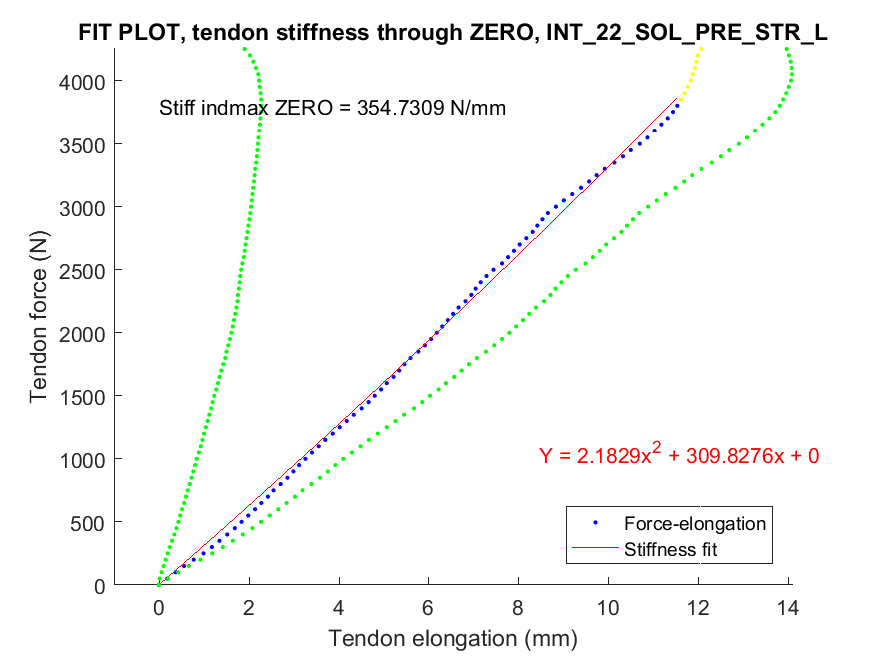 FIT PLOT, tendon stiffness through ZERO, INT_22_SOL_PRE_STR_L
Stiff indmax ZERO = 354.7309 N/mm
Tendon force (N)
4000
3500
3000
2500
2000
1500
1000
500
0
Y = 2.1829x² + 309.8276x + 0
Force-elongation
Stiffness fit
0 2 4 6 8 10 12 14
Tendon elongation (mm)